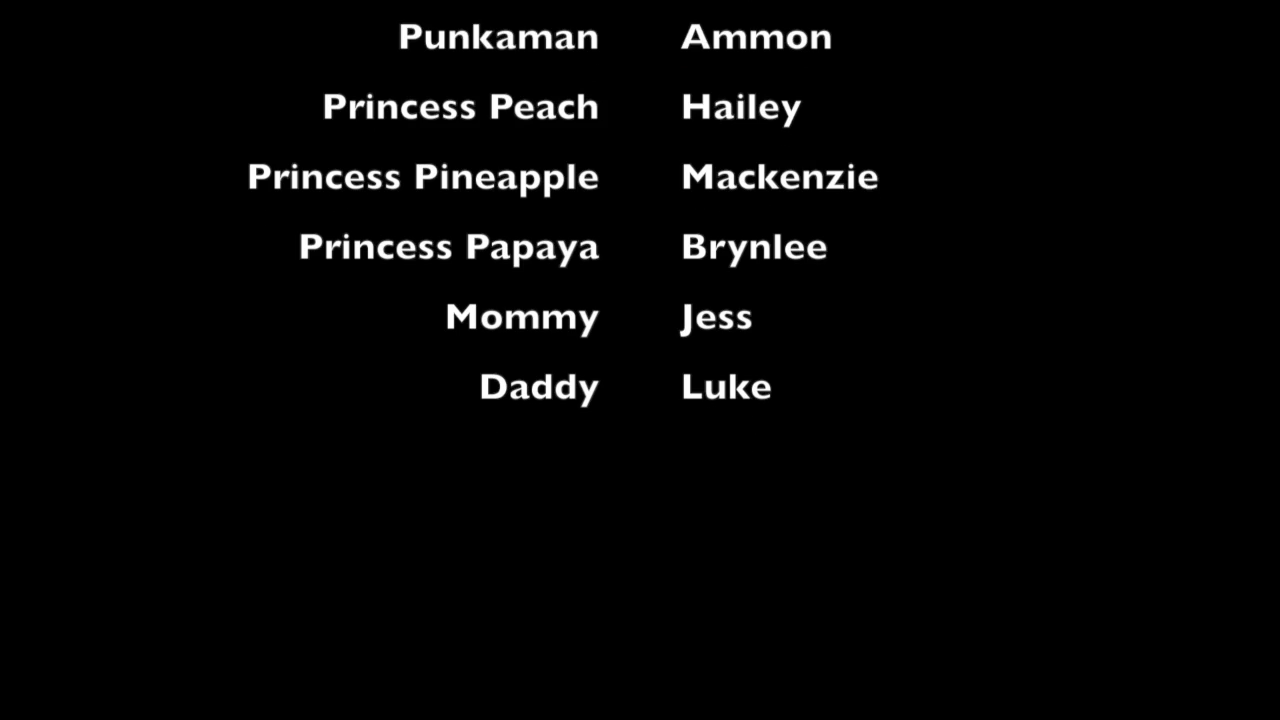 Punkaman Ammon
Princess Peach Hailey
Princess Pineapple Mackenzie
Princess Papaya Brynlee
Mommy Jess
Daddy Luke